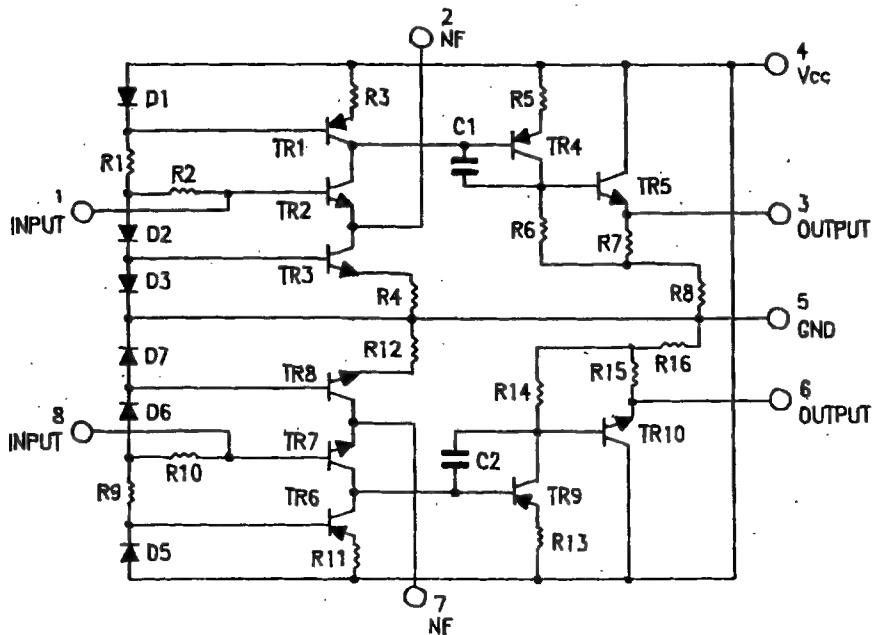 2
NF
4
Vcc
D1
R3
R5
C1
TR1
TR4
R1
R2
TR5
1
INPUT
TR2
3
OUTPUT
D2
R6
R7
TR3
D3
R4
R8
5
GND
R12
D7
R16
TR8
R15
R14
6
OUTPUT
8
INPUT
D6
TR7
TR10
R10
C2
R9
TR6
TR9
D5
R11
R13
7
NF